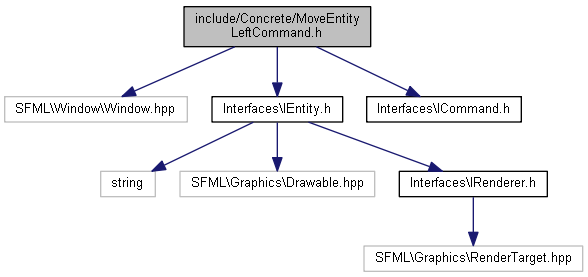 include/Concrete/MoveEntity
LeftCommand.h
SFML\Window\Window.hpp
Interfaces\IEntity.h
Interfaces\ICommand.h
string
SFML\Graphics\Drawable.hpp
Interfaces\IRenderer.h
SFML\Graphics\RenderTarget.hpp